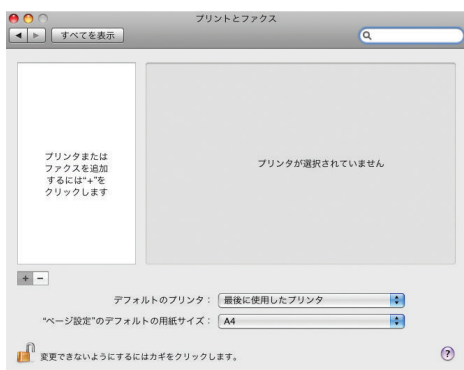 プリントとファクス
すべてを表示
プリンタまたは
ファクスを追加
するには“+”を
クリックします
プリンタが選択されていません
+ −
デフォルトのプリンタ： 最後に使用したプリンタ
“ページ設定”のデフォルトの用紙サイズ： A4
変更できないようにするにはカギをクリックします。
?